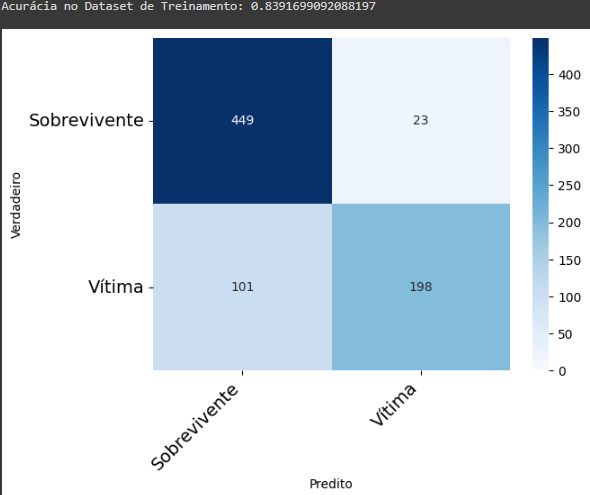 Acurácia no Dataset de Treinamento: 0.8391699092088197
Sobrevivente
449
23
Vítima
101
198
Verdadeiro
Sobrevivente
Vítima
Predito
400
350
300
250
200
150
100
50
0